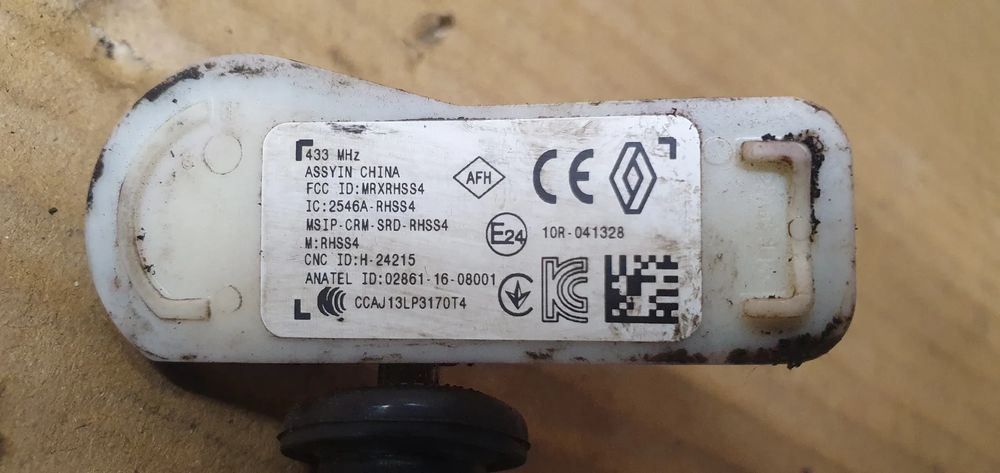 433 MHz
ASSYIN CHINA
FCC ID:MRXRHSS4
IC:2546A-RHSS4
MSIP-CRM-SRD-RHSS4
M:RHSS4
CNC ID:H-24215
ANATEL ID:02861-16-08001
CCAJ13LP3170T4
AFH
CE
E24
10R-041328